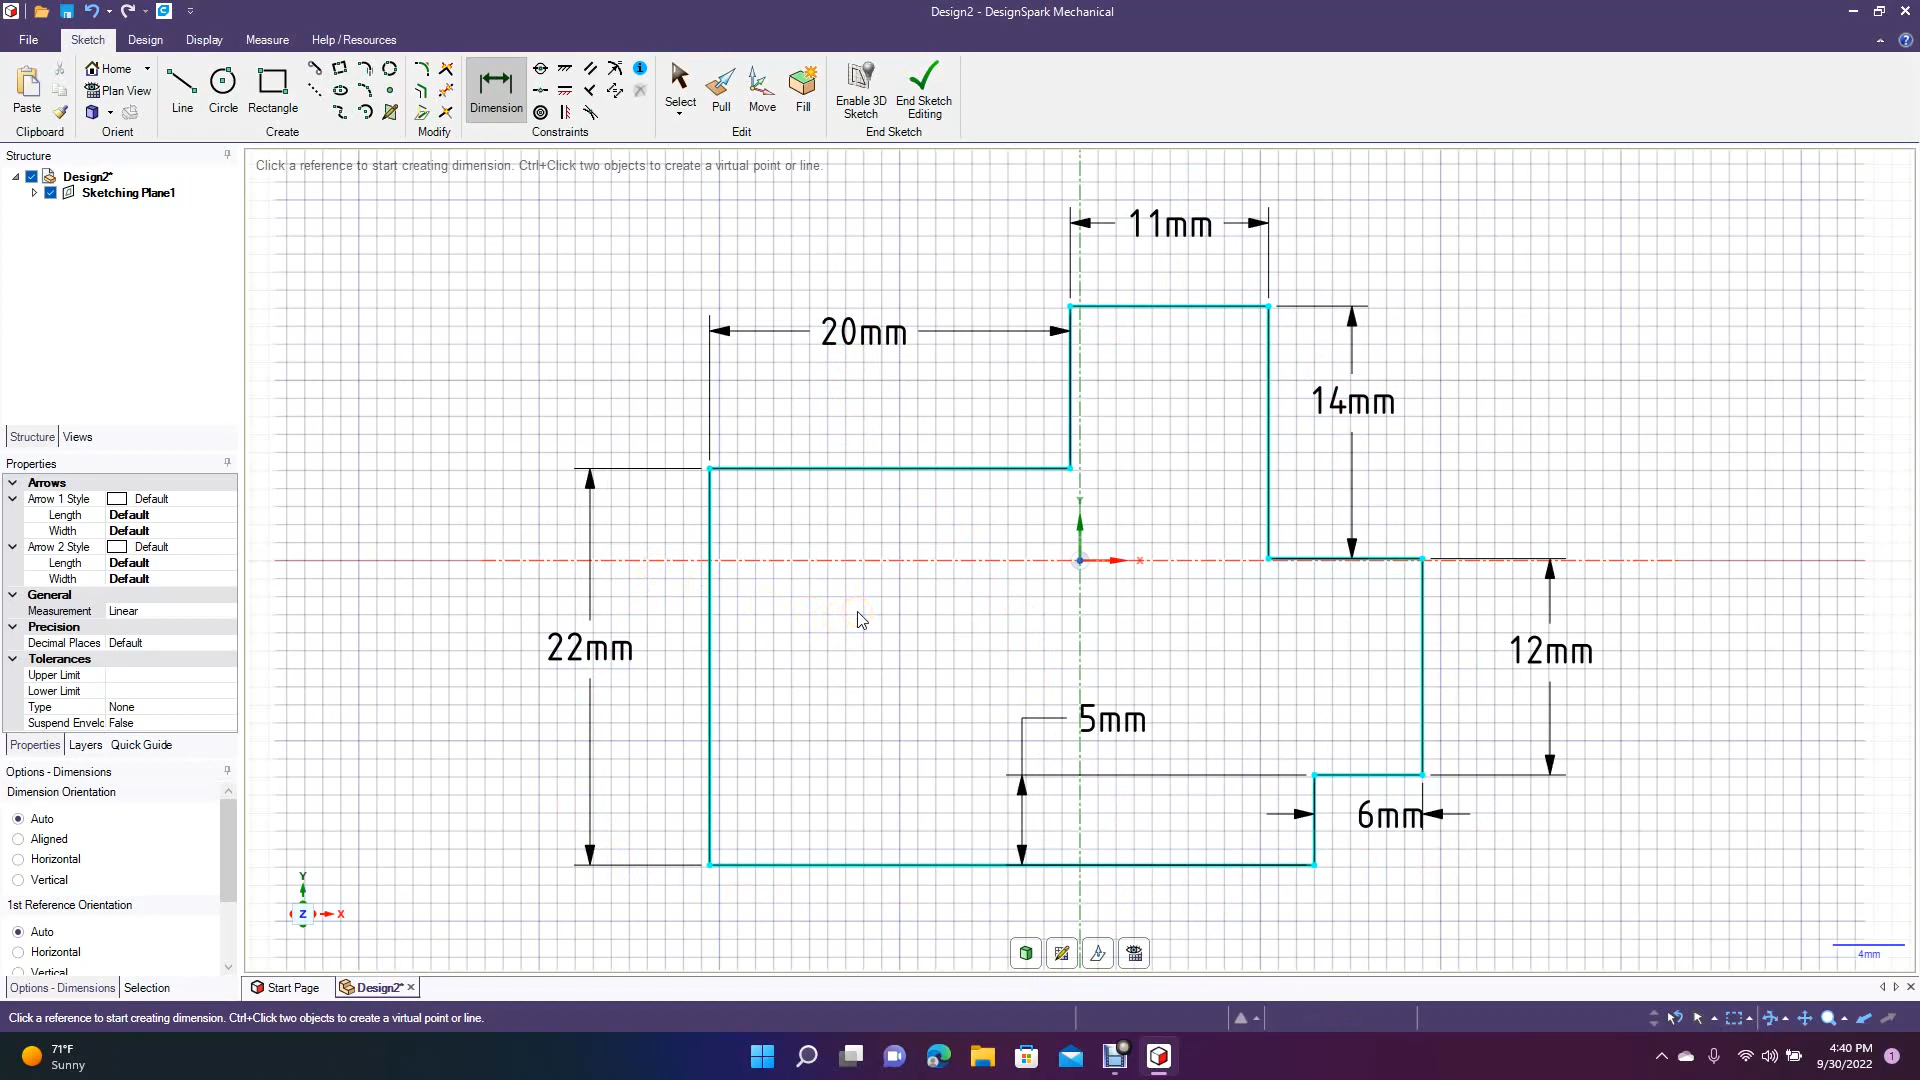 Design2 - DesignSpark Mechanical
File
Sketch
Design
Display
Measure
Help / Resources
Paste
Home
Plan View
Line
Circle
Rectangle
Dimension
Select
Pull
Move
Fill
Enable 3D
Sketch
End Sketch
Editing
Clipboard
Orient
Create
Modify
Constraints
Edit
End Sketch
Structure
Design2*
Sketching Plane1
Structure
Views
Properties
Arrows
Arrow 1 Style Default
Length Default
Width Default
Arrow 2 Style Default
Length Default
Width Default
General
Measurement Linear
Precision
Decimal Places Default
Tolerances
Upper Limit
Lower Limit
Type None
Suspend Envelc False
Properties
Layers
Quick Guide
Options - Dimensions
Dimension Orientation
Auto
Aligned
Horizontal
Vertical
1st Reference Orientation
Auto
Horizontal
Vertical
Options - Dimensions
Selection
Click a reference to start creating dimension. Ctrl+Click two objects to create a virtual point or line.
11mm
20mm
14mm
Y
X
22mm
12mm
5mm
6mm
Y
Z
X
4mm
Start Page
Design2*
Click a reference to start creating dimension. Ctrl+Click two objects to create a virtual point or line.
71°F
Sunny
4:40 PM
9/30/2022
1